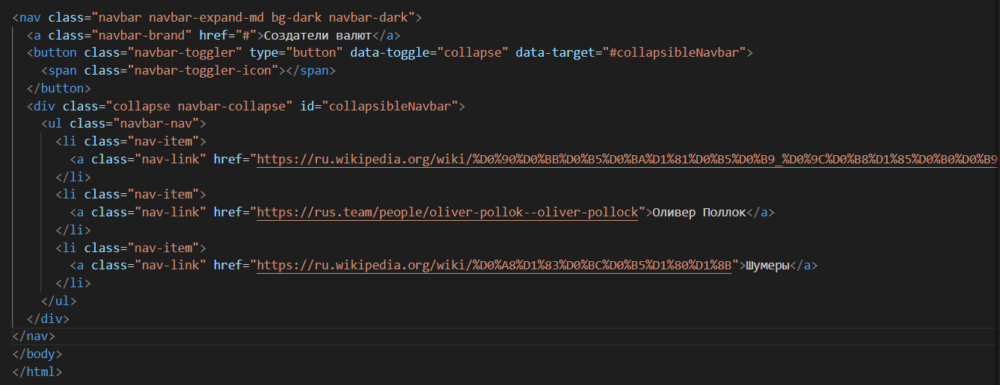 <nav class="navbar navbar-expand-md bg-dark navbar-dark">
<a class="navbar-brand" href="#">Создатели валют</a>
<button class="navbar-toggler" type="button" data-toggle="collapse" data-target="#collapsibleNavbar">
<span class="navbar-toggler-icon"></span>
</button>
<div class="collapse navbar-collapse" id="collapsibleNavbar">
<ul class="navbar-nav">
<li class="nav-item">
<a class="nav-link" href="https://ru.wikipedia.org/wiki/%D0%90%D0%BB%D0%B5%D0%BA%D1%81%D0%B5%D0%B9_%D0%9C%D0%B8%D1%85%D0%B0%D0%B9
</li>
<li class="nav-item">
<a class="nav-link" href="https://rus.team/people/oliver-pollok--oliver-pollock">Оливер Поллок</a>
</li>
<li class="nav-item">
<a class="nav-link" href="https://ru.wikipedia.org/wiki/%D0%A8%D1%83%D0%BC%D0%B5%D1%80%D1%8B">Шумеры</a>
</li>
</ul>
</div>
</nav>
</body>
</html>